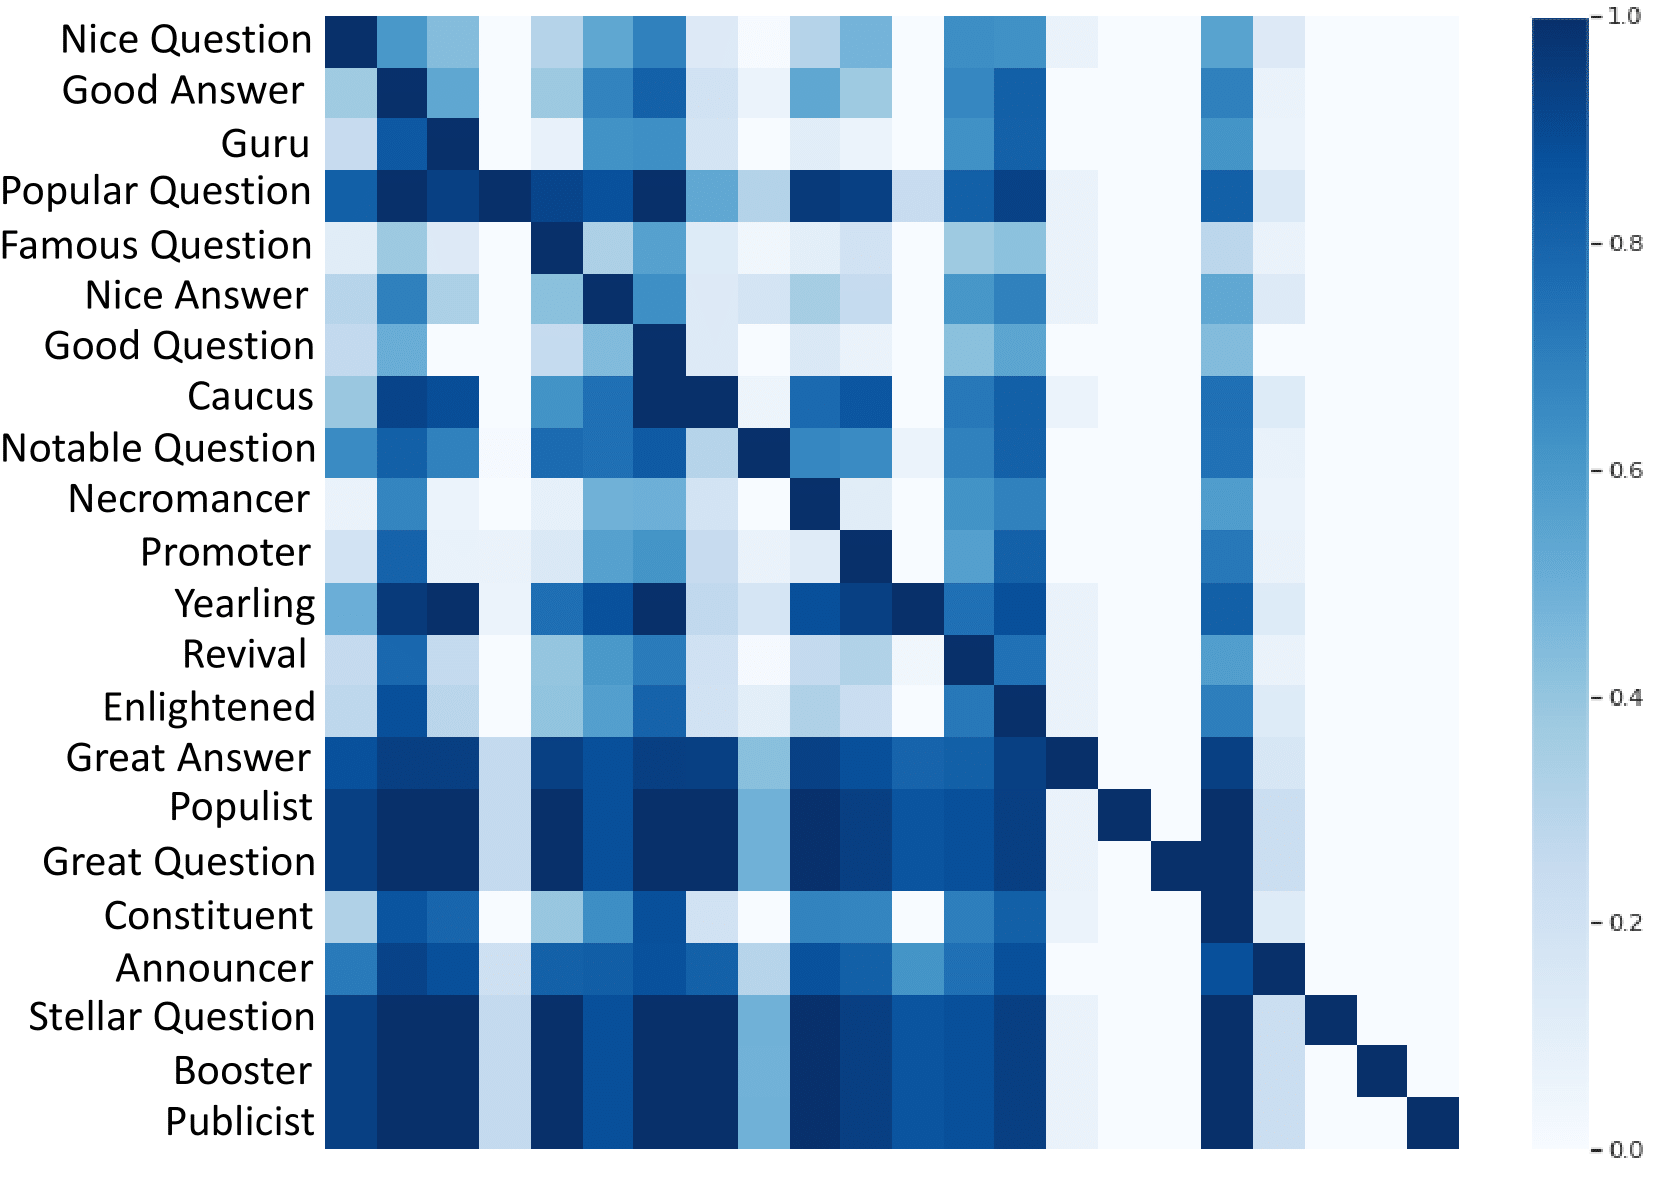 Nice Question
Good Answer
Guru
Popular Question
Famous Question
Nice Answer
Good Question
Caucus
Notable Question
Necromancer
Promoter
Yearling
Revival
Enlightened
Great Answer
Populist
Great Question
Constituent
Announcer
Stellar Question
Booster
Publicist
1.0
0.8
0.6
0.4
0.2
0.0